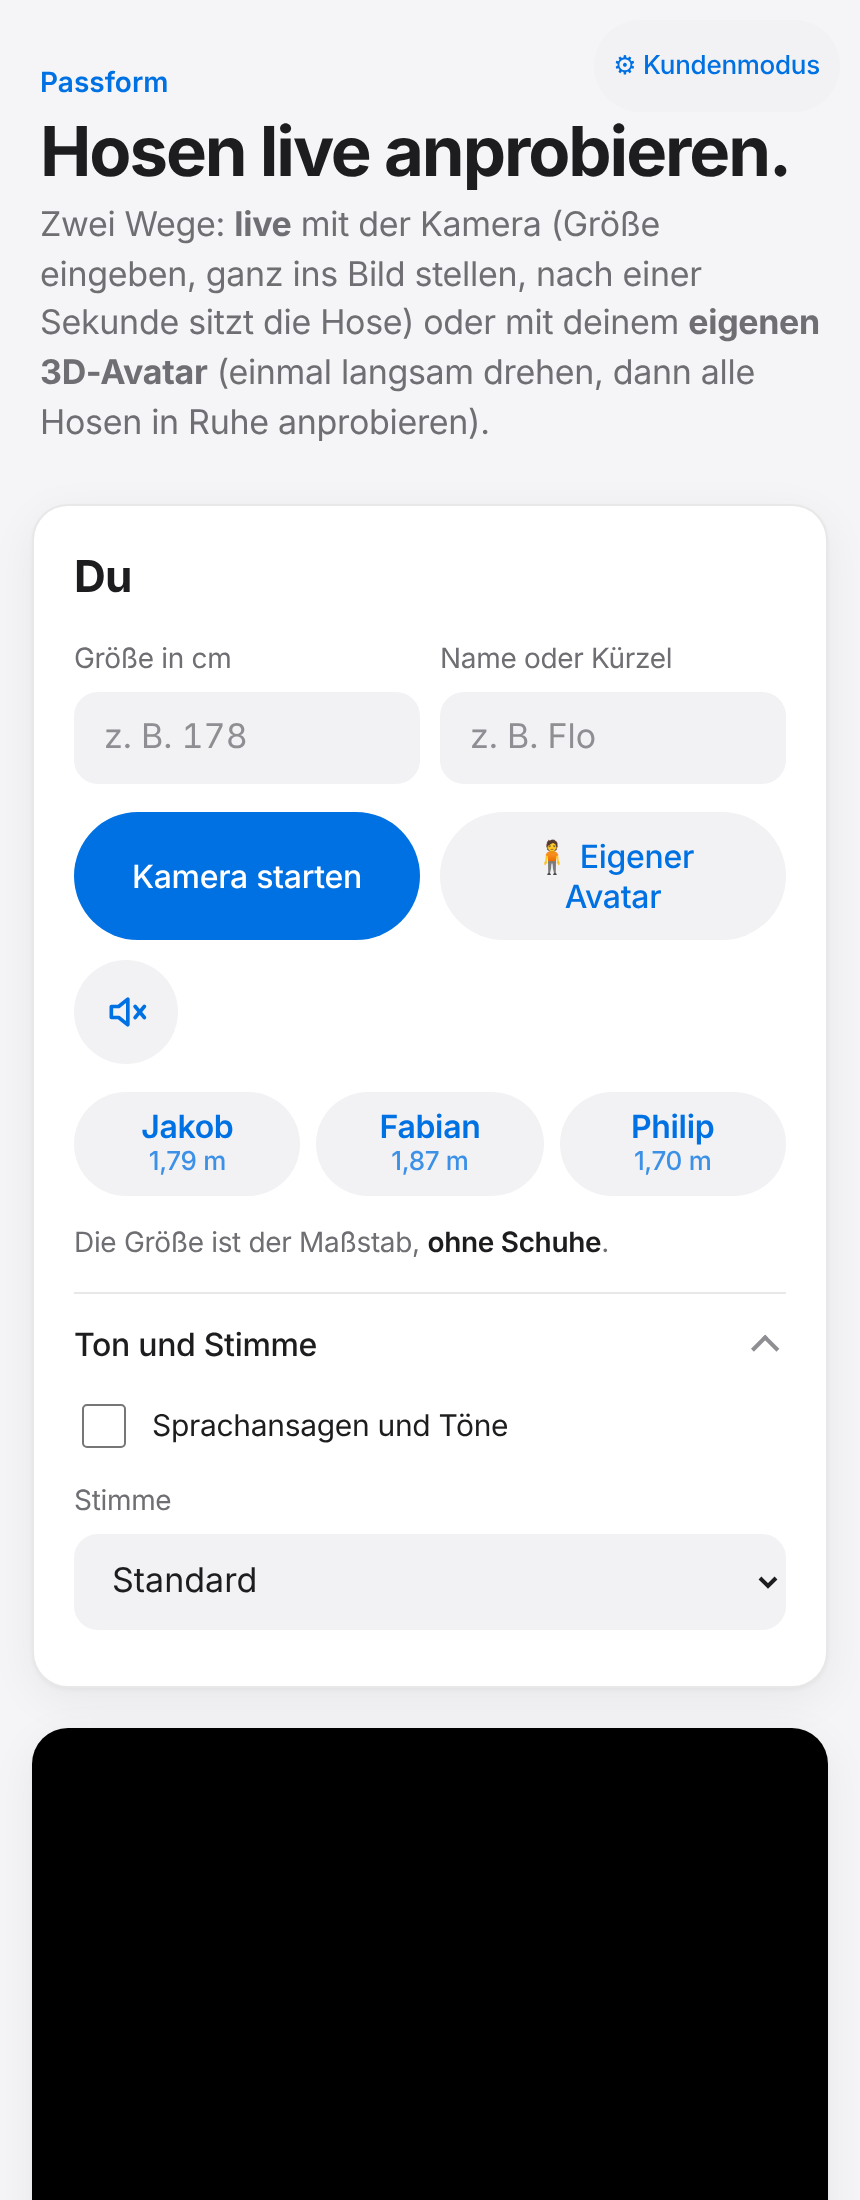 ⚙ Kundenmodus
Passform
Hosen live anprobieren.
Zwei Wege: live mit der Kamera (Größe
eingeben, ganz ins Bild stellen, nach einer
Sekunde sitzt die Hose) oder mit deinem eigenen
3D-Avatar (einmal langsam drehen, dann alle
Hosen in Ruhe anprobieren).
Du
Größe in cm
Name oder Kürzel
z. B. 178
z. B. Flo
Kamera starten
🧍 Eigener
Avatar
Jakob
1,79 m
Fabian
1,87 m
Philip
1,70 m
Die Größe ist der Maßstab, ohne Schuhe.
Ton und Stimme
Sprachansagen und Töne
Stimme
Standard